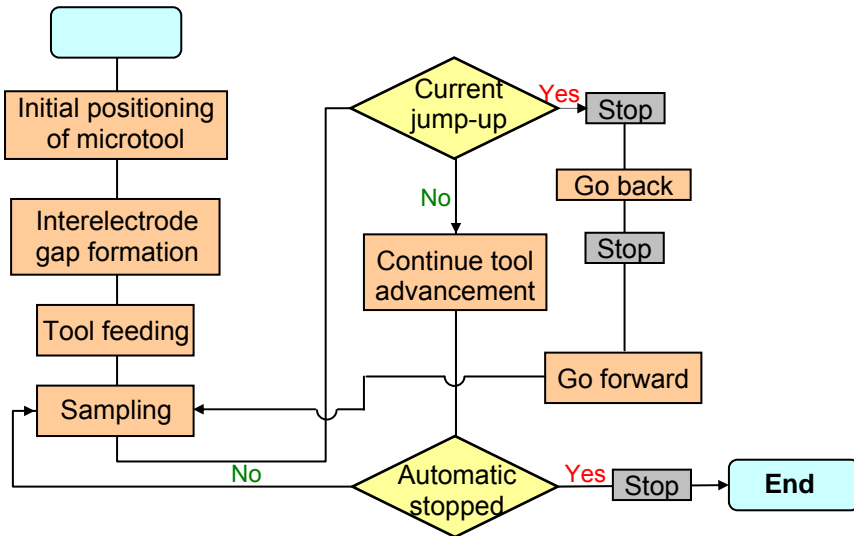 Initial positioning
of microtool
Interelectrode
gap formation
Tool feeding
Sampling
Current
jump-up
Yes
Stop
Go back
Stop
Go forward
No
Continue tool
advancement
Automatic
stopped
No
Yes
Stop
End